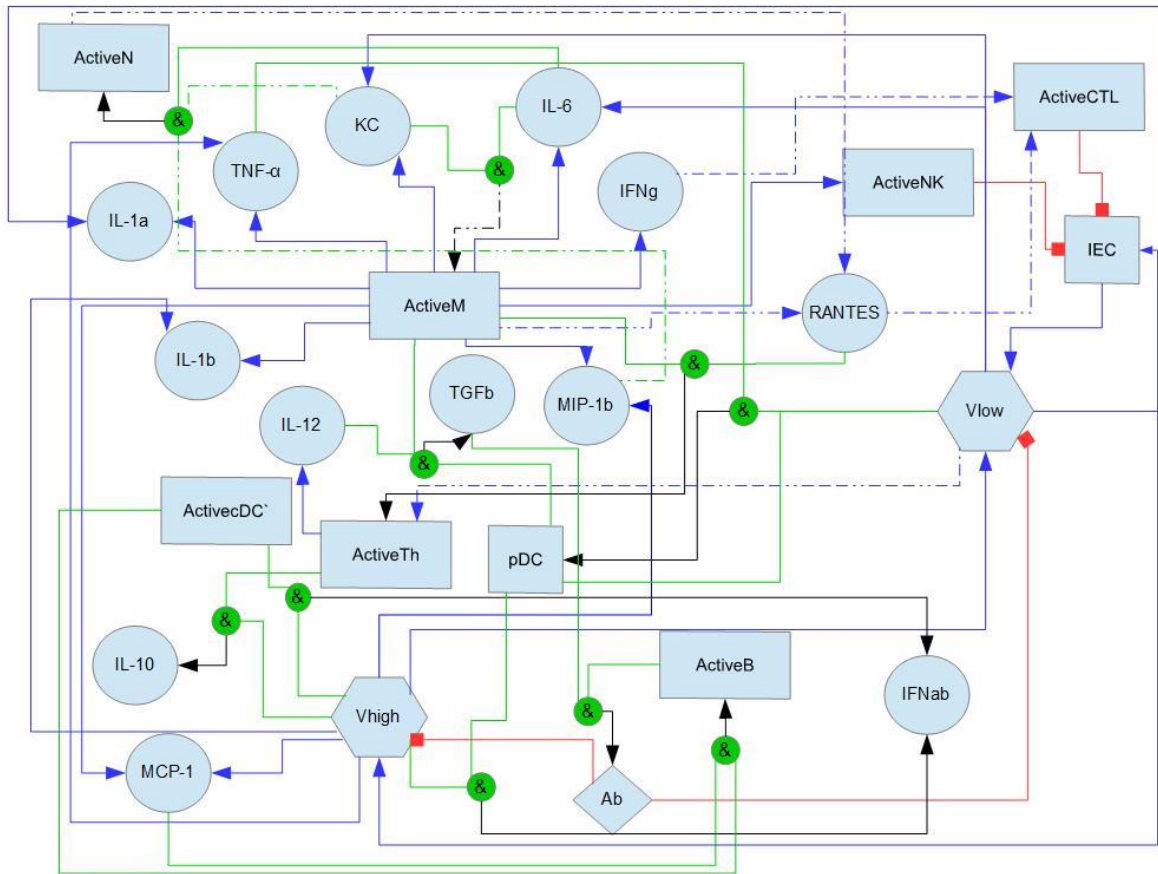 ActiveN
&
KC
IL-6
ActiveCTL
TNF-α
&
ActiveNK
IFNg
IL-1a
IEC
ActiveM
RANTES
IL-1b
&
TGFb
MIP-1b
&
Vlow
IL-12
&
ActivecDC`
ActiveTh
pDC
&
&
IL-10
ActiveB
IFNab
&
Vhigh
&
MCP-1
&
Ab